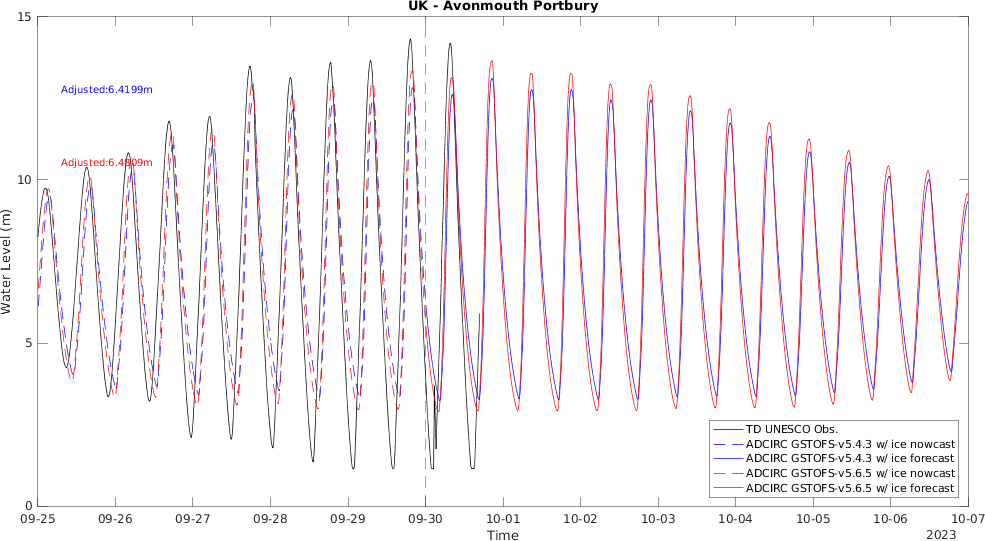 UK - Avonmouth Portbury
15
10
5
0
Water Level (m)
Adjusted:6.4199m
Adjusted:6.4809m
TD UNESCO Obs.
ADCIRC GSTOFS-v5.4.3 w/ ice nowcast
ADCIRC GSTOFS-v5.4.3 w/ ice forecast
ADCIRC GSTOFS-v5.6.5 w/ ice nowcast
ADCIRC GSTOFS-v5.6.5 w/ ice forecast
09-25 09-26 09-27 09-28 09-29 09-30 10-01 10-02 10-03 10-04 10-05 10-06 10-07
Time
2023